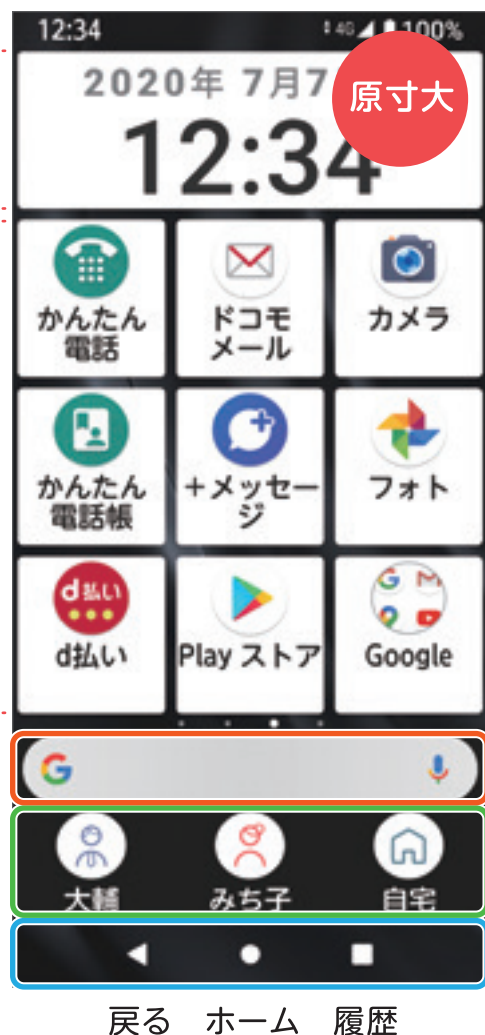 12:34
4G
100%
2020年 7月7
原寸大
12:34
かんたん
電話
ドコモ
メール
カメラ
かんたん
電話帳
+メッセー
ジ
フォト
d払い
d払い
Play ストア
Google
大輔
みち子
自宅
戻る ホーム 履歴